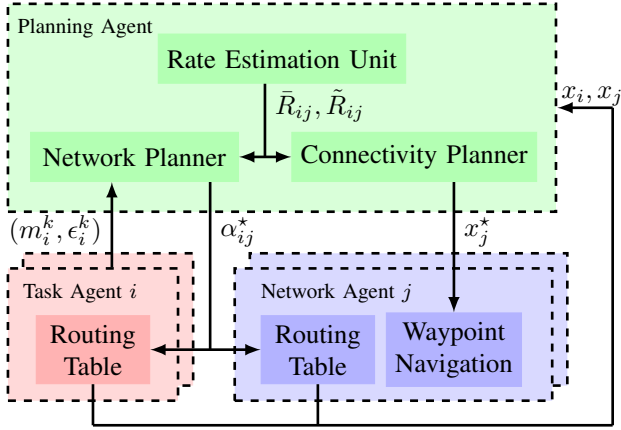 Planning Agent
Rate Estimation Unit
R̄ij, R̃ij
xi, xj
Network Planner
Connectivity Planner
(mᵢᵏ, ϵᵢᵏ)
α⋆ij
x⋆j
Task Agent i
Network Agent j
Routing
Table
Routing
Table
Waypoint
Navigation